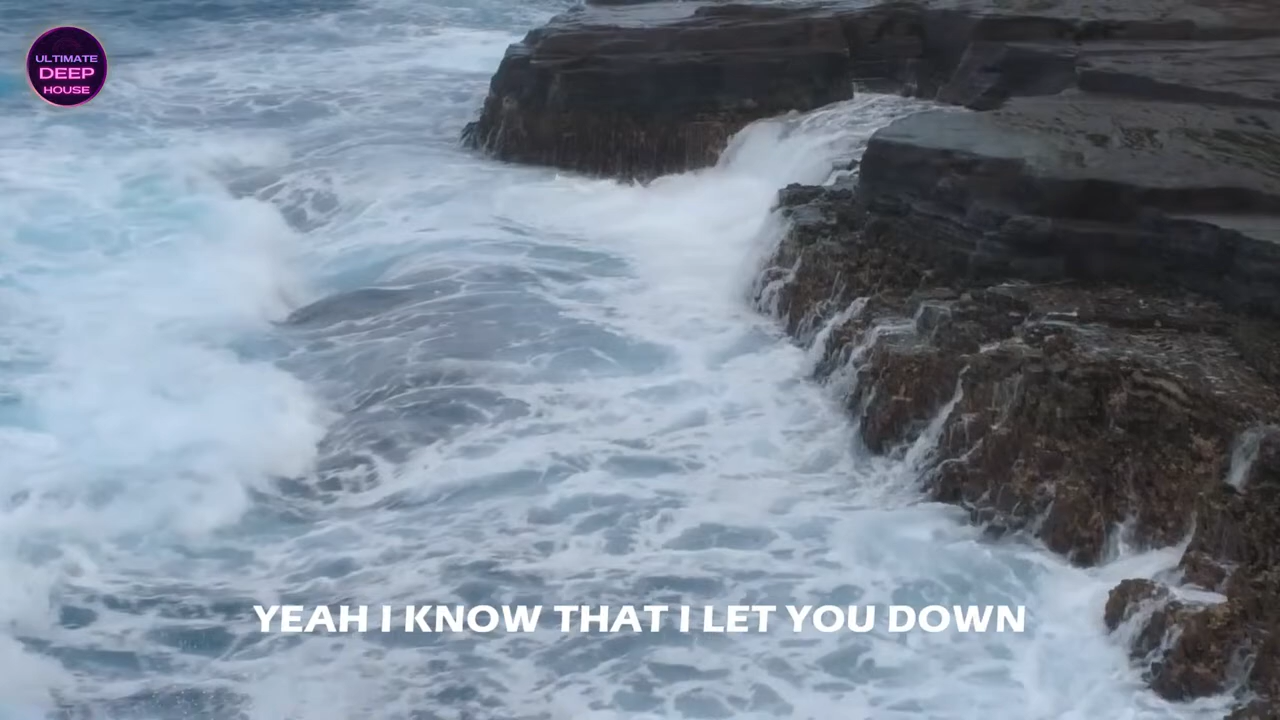 ULTIMATE
DEEP
HOUSE
YEAH I KNOW THAT I LET YOU DOWN